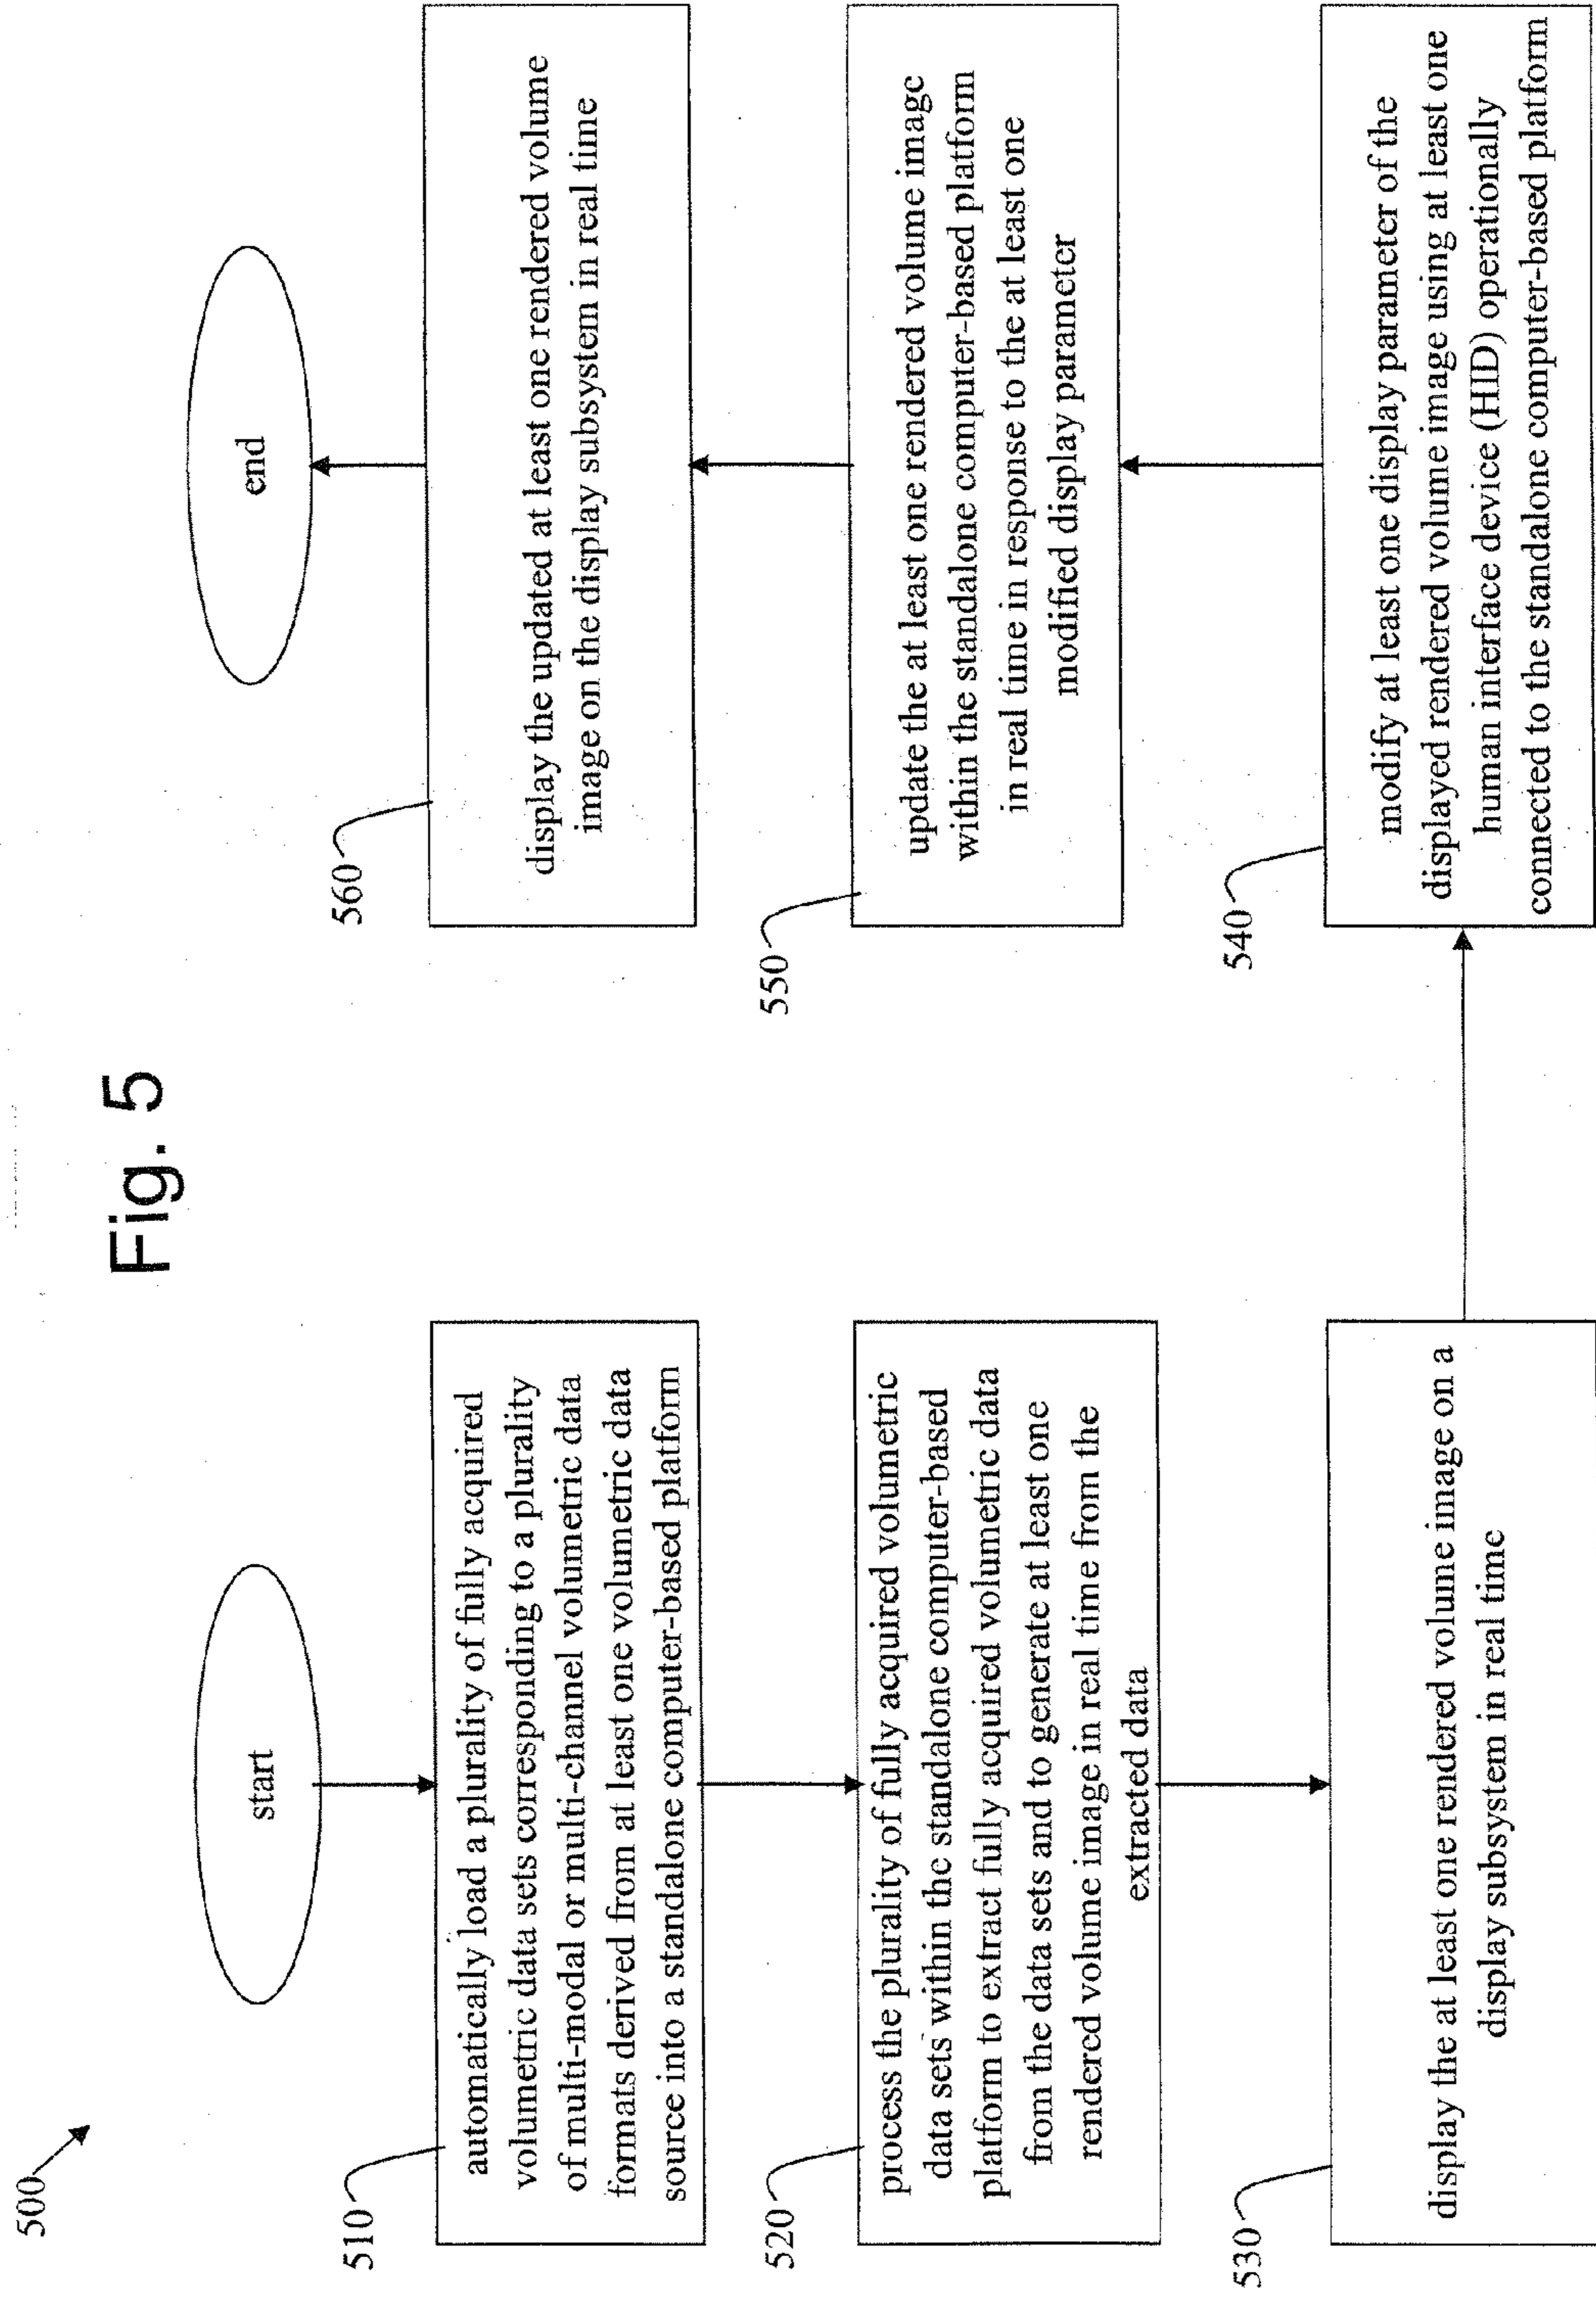 500
Fig. 5
start
510
automatically load a plurality of fully acquired
volumetric data sets corresponding to a plurality
of multi-modal or multi-channel volumetric data
formats derived from at least one volumetric data
source into a standalone computer-based platform
520
process the plurality of fully acquired volumetric
data sets within the standalone computer-based
platform to extract fully acquired volumetric data
from the data sets and to generate at least one
rendered volume image in real time from the
extracted data
530
display the at least one rendered volume image on a
display subsystem in real time
540
modify at least one display parameter of the
displayed rendered volume image using at least one
human interface device (HID) operationally
connected to the standalone computer-based platform
550
update the at least one rendered volume image
within the standalone computer-based platform
in real time in response to the at least one
modified display parameter
560
display the updated at least one rendered volume
image on the display subsystem in real time
end